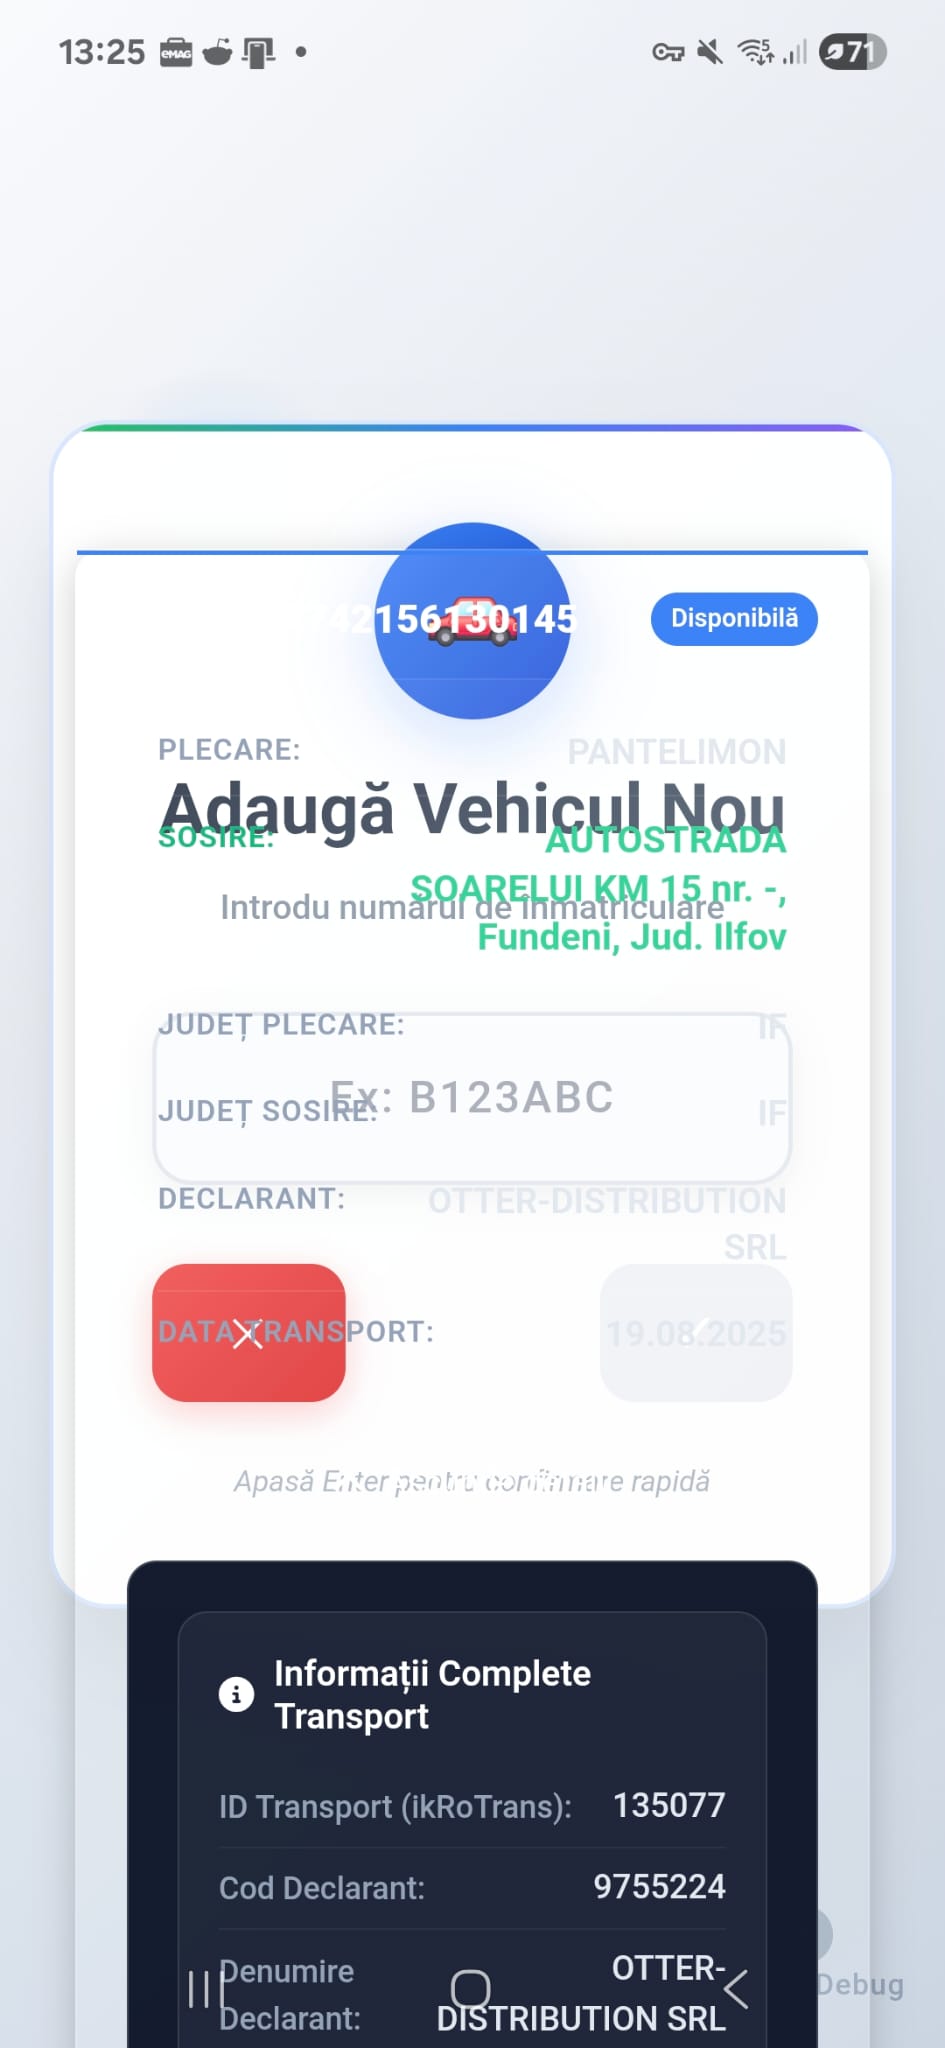 13:25
eMAG
5
71
42156130145
Disponibilă
PLECARE:
PANTELIMON
Adaugă Vehicul Nou
SOSIRE:
AUTOSTRADA
SOARELUI KM 15 nr. -,
Introdu numărul de înmatriculare
Fundeni, Jud. Ilfov
JUDEȚ PLECARE:
IF
Ex: B123ABC
JUDEȚ SOSIRE:
IF
DECLARANT:
OTTER-DISTRIBUTION
SRL
DATA TRANSPORT:
19.08.2025
Apasă Enter pentru confirmare rapidă
Informații Complete
Transport
ID Transport (ikRoTrans):
135077
Cod Declarant:
9755224
Denumire
Declarant:
OTTER-
DISTRIBUTION SRL
Debug